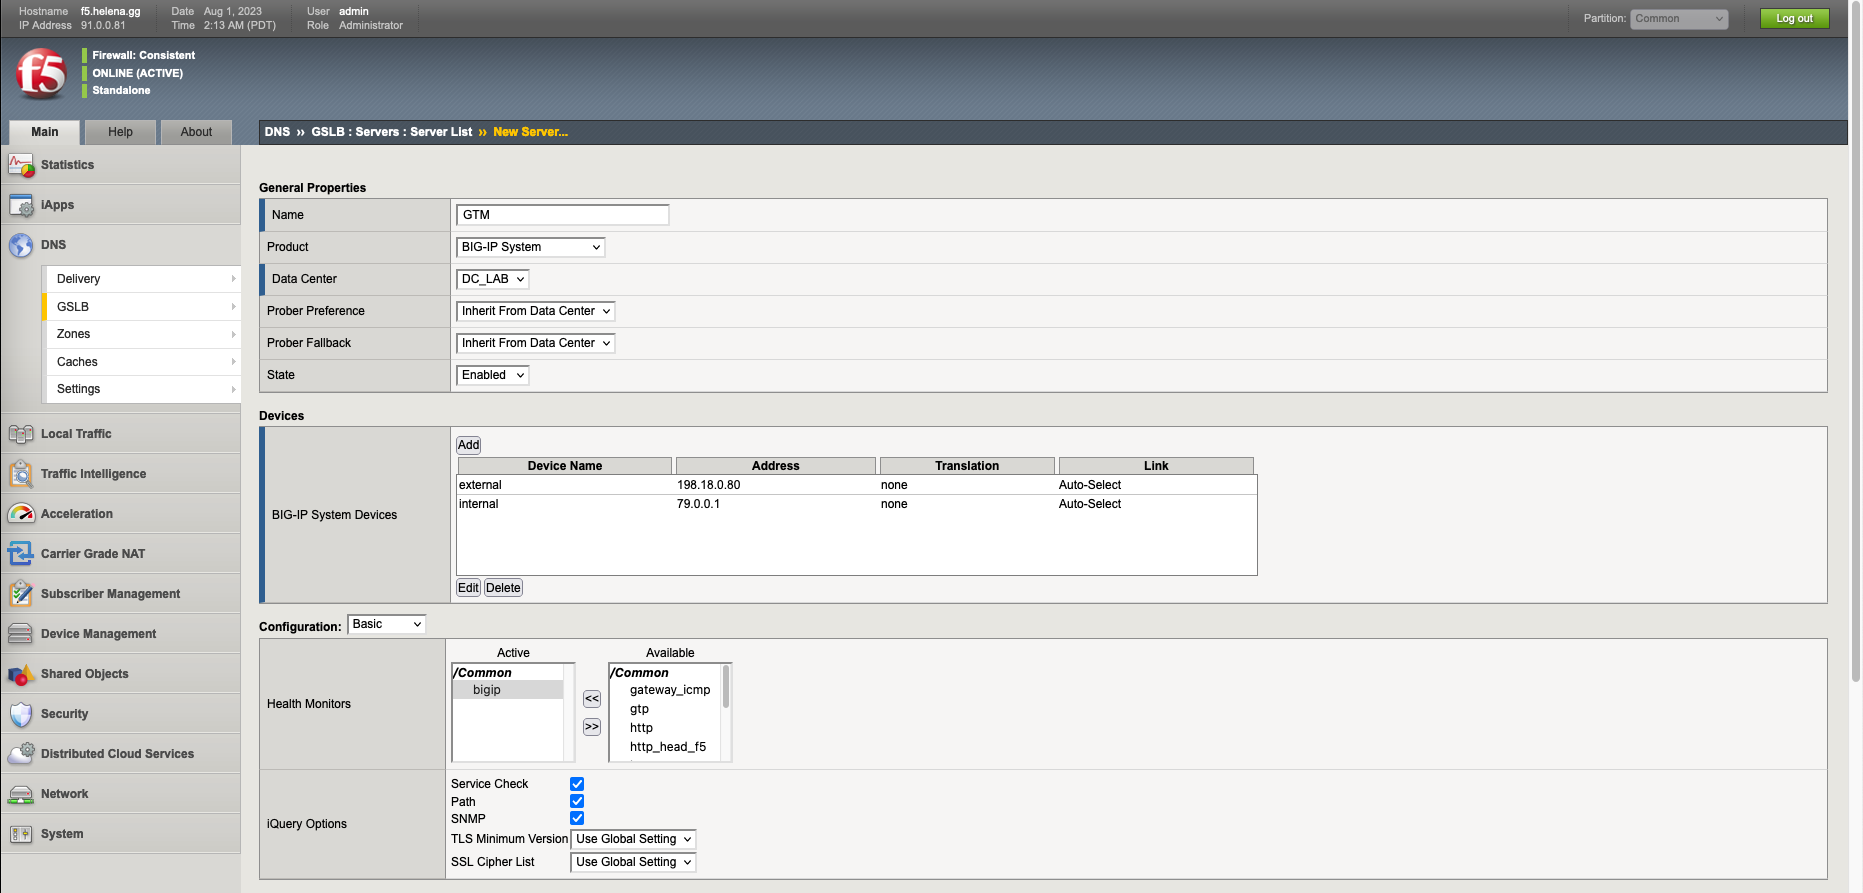 Hostname f5.helena.gg Date Aug 1, 2023 User admin Partition: Common Log out
IP Address 91.0.0.81 Time 2:13 AM (PDT) Role Administrator
f5
Firewall: Consistent
ONLINE (ACTIVE)
Standalone
Main Help About
DNS ›› GSLB : Servers : Server List ›› New Server...
Statistics
iApps
DNS
Delivery
GSLB
Zones
Caches
Settings
Local Traffic
Traffic Intelligence
Acceleration
Carrier Grade NAT
Subscriber Management
Device Management
Shared Objects
Security
Distributed Cloud Services
Network
System
General Properties
Name GTM
Product BIG-IP System
Data Center DC_LAB
Prober Preference Inherit From Data Center
Prober Fallback Inherit From Data Center
State Enabled
Devices
BIG-IP System Devices
Add
Device Name Address Translation Link
external 198.18.0.80 none Auto-Select
internal 79.0.0.1 none Auto-Select
Edit Delete
Configuration: Basic
Health Monitors
Active Available
/Common /Common
bigip gateway_icmp
<< gtp
>> http
http_head_f5
iQuery Options
Service Check
Path
SNMP
TLS Minimum Version Use Global Setting
SSL Cipher List Use Global Setting